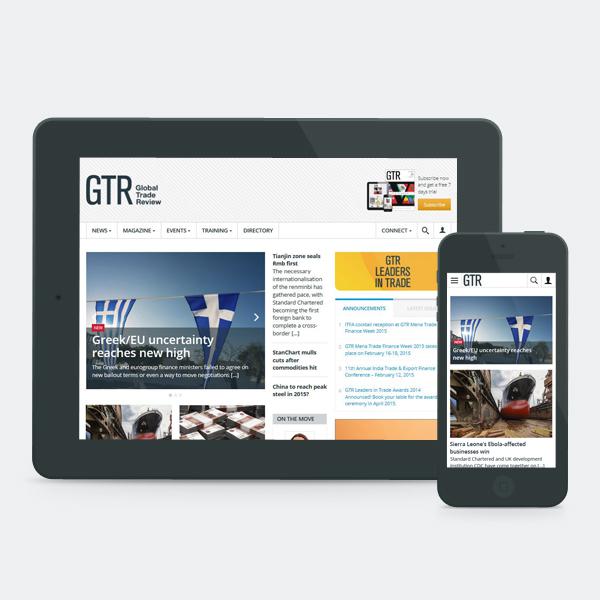 GTR Global
Trade
Review
GTR
Subscribe now
and get a free 7
days trial
Subscribe
NEWS
MAGAZINE
EVENTS
TRAINING
DIRECTORY
CONNECT
NEW
Greek/EU uncertainty
reaches new high
The Greek and eurogroup finance ministers failed to agree on
new bailout terms or even a way to move negotiations [...]
Tianjin zone seals
Rmb first
The necessary
internationalisation
of the renminbi has
gathered pace, with
Standard Chartered
becoming the first
foreign bank to
complete a cross-
border [...]
StanChart mulls
cuts after
commodities hit
China to reach peak
steel in 2015?
ON THE MOVE
GTR
LEADERS
IN TRADE
ANNOUNCEMENTS
LATEST
ITFA cocktail reception at GTR Mena Trade
Finance Week 2015
GTR Mena Trade Finance Week 2015 takes
place on February 16-18, 2015
11th Annual India Trade & Export Finance
Conference – February 12, 2015
GTR Leaders in Trade Awards 2014
Announced! Book your table for the award
ceremony in April 2015.
GTR
NEW
Greek/EU uncertainty reaches
new high
Sierra Leone's Ebola-affected
businesses win
Standard Chartered and UK development
institution CDC have come together on [...]